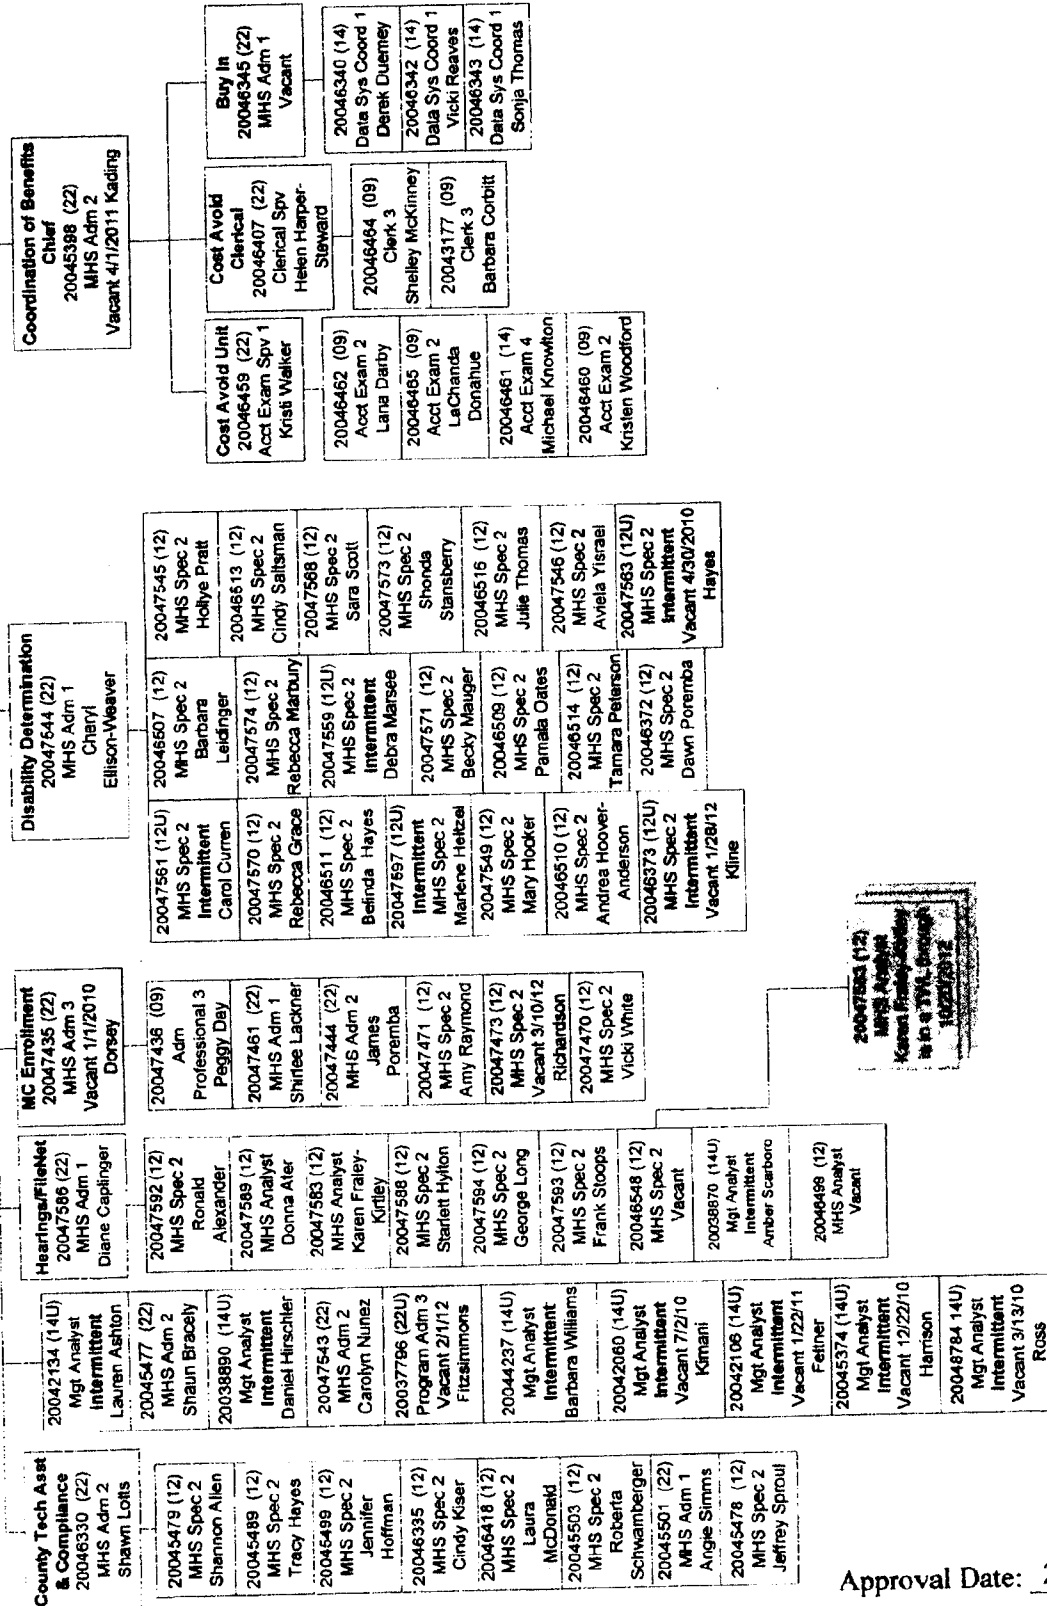 County Tech Asst
& Compliance
20046330 (22)
MHS Adm 2
Shawn Lotts
20045479 (12)
MHS Spec 2
Shannon Allen
20045489 (12)
MHS Spec 2
Tracy Hayes
20045499 (12)
MHS Spec 2
Jennifer
Hoffman
20046335 (12)
MHS Spec 2
Cindy Kiser
20046418 (12)
MHS Spec 2
Laura
McDonald
20045503 (12)
MHS Spec 2
Roberta
Schwamberger
20045501 (22)
MHS Adm 1
Angie Simms
20045478 (12)
MHS Spec 2
Jeffrey Sproul
20042134 (14U)
Mgt Analyst
Intermittent
Lauren Ashton
20045477 (22)
MHS Adm 2
Shaun Bracely
20038890 (14U)
Mgt Analyst
Intermittent
Daniel Hirschler
20047543 (22)
MHS Adm 2
Carolyn Nunez
20037796 (22U)
Program Adm 3
Vacant 2/1/12
Fitzsimmons
20044237 (14U)
Mgt Analyst
Intermittent
Barbara Williams
20042060 (14U)
Mgt Analyst
Intermittent
Vacant 7/2/10
Kimani
20042106 (14U)
Mgt Analyst
Intermittent
Vacant 1/22/11
Feltner
20045374 (14U)
Mgt Analyst
Intermittent
Vacant 12/22/10
Harrison
20048784 14U)
Mgt Analyst
Intermittent
Vacant 3/13/10
Ross
Hearings/FileNet
20047586 (22)
MHS Adm 1
Diane Caplinger
20047592 (12)
MHS Spec 2
Ronald
Alexander
20047589 (12)
MHS Analyst
Donna Ater
20047583 (12)
MHS Analyst
Karen Fraley-
Kirtley
20047588 (12)
MHS Spec 2
Starlett Hylton
20047594 (12)
MHS Spec 2
George Long
20047593 (12)
MHS Spec 2
Frank Stoops
20046548 (12)
MHS Spec 2
Vacant
20038870 (14U)
Mgt Analyst
Intermittent
Amber Scarboro
20046499 (12)
MHS Analyst
Vacant
20047583 (12)
MHS Analyst
Karen Fraley-Kirtley
is in a TWL through
10/20/2012
MC Enrollment
20047435 (22)
MHS Adm 3
Vacant 1/1/2010
Dorsey
20047436 (09)
Adm
Professional 3
Peggy Day
20047461 (22)
MHS Adm 1
Shirlee Lackner
20047444 (22)
MHS Adm 2
James
Poremba
20047471 (12)
MHS Spec 2
Amy Raymond
20047473 (12)
MHS Spec 2
Vacant 3/10/12
Richardson
20047470 (12)
MHS Spec 2
Vicki White
Disability Determination
20047544 (22)
MHS Adm 1
Cheryl
Ellison-Weaver
20047561 (12U)
MHS Spec 2
Intermittent
Carol Curren
20047570 (12)
MHS Spec 2
Rebecca Grace
20046511 (12)
MHS Spec 2
Belinda Hayes
20047597 (12U)
Intermittent
MHS Spec 2
Marlene Heitzel
20047549 (12)
MHS Spec 2
Mary Hooker
20046510 (12)
MHS Spec 2
Andrea Hoover-
Anderson
20046373 (12U)
MHS Spec 2
Intermittent
Vacant 1/28/12
Kline
20046507 (12)
MHS Spec 2
Barbara
Leidinger
20047574 (12)
MHS Spec 2
Rebecca Marbury
20047559 (12U)
MHS Spec 2
Intermittent
Debra Marsee
20047571 (12)
MHS Spec 2
Becky Mauger
20046509 (12)
MHS Spec 2
Pamala Oates
20046514 (12)
MHS Spec 2
Tamara Peterson
20046372 (12)
MHS Spec 2
Dawn Poremba
20047545 (12)
MHS Spec 2
Hollye Pratt
20046513 (12)
MHS Spec 2
Cindy Saltsman
20047568 (12)
MHS Spec 2
Sara Scott
20047573 (12)
MHS Spec 2
Shonda
Stansberry
20046516 (12)
MHS Spec 2
Julie Thomas
20047546 (12)
MHS Spec 2
Aviela Yisrael
20047563 (12U)
MHS Spec 2
Intermittent
Vacant 4/30/2010
Hayes
Coordination of Benefits
Chief
20045398 (22)
MHS Adm 2
Vacant 4/1/2011 Kading
Cost Avoid Unit
20046459 (22)
Acct Exam Spv 1
Kristi Walker
20046462 (09)
Acct Exam 2
Lana Darby
20046465 (09)
Acct Exam 2
LaChanda
Donahue
20046461 (14)
Acct Exam 4
Michael Knowlton
20046460 (09)
Acct Exam 2
Kristen Woodford
Cost Avoid
Clerical
20046407 (22)
Clerical Spv
Helen Harper-
Steward
20046464 (09)
Clerk 3
Shelley McKinney
20043177 (09)
Clerk 3
Barbara Corbitt
Buy In
20046345 (22)
MHS Adm 1
Vacant
20046340 (14)
Data Sys Coord 1
Derek Duemey
20046342 (14)
Data Sys Coord 1
Vicki Reaves
20046343 (14)
Data Sys Coord 1
Sonja Thomas
Approval Date: